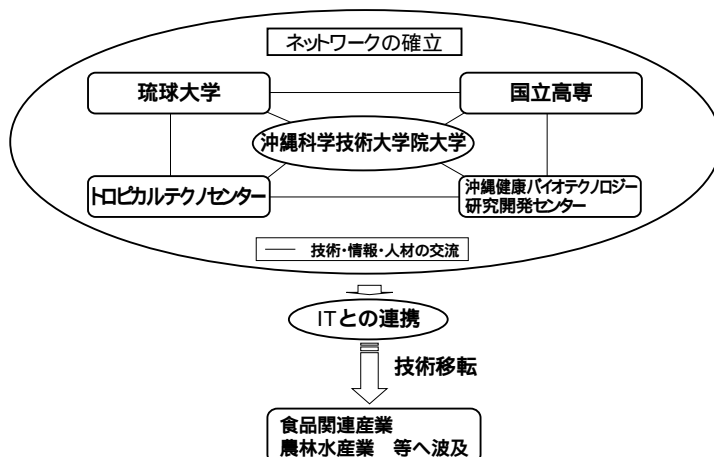 ネットワークの確立
琉球大学
国立高専
沖縄科学技術大学院大学
トロピカルテクノセンター
沖縄健康バイオテクノロジー
研究開発センター
―― 技術・情報・人材の交流
ITとの連携
技術移転
食品関連産業
農林水産業　等へ波及